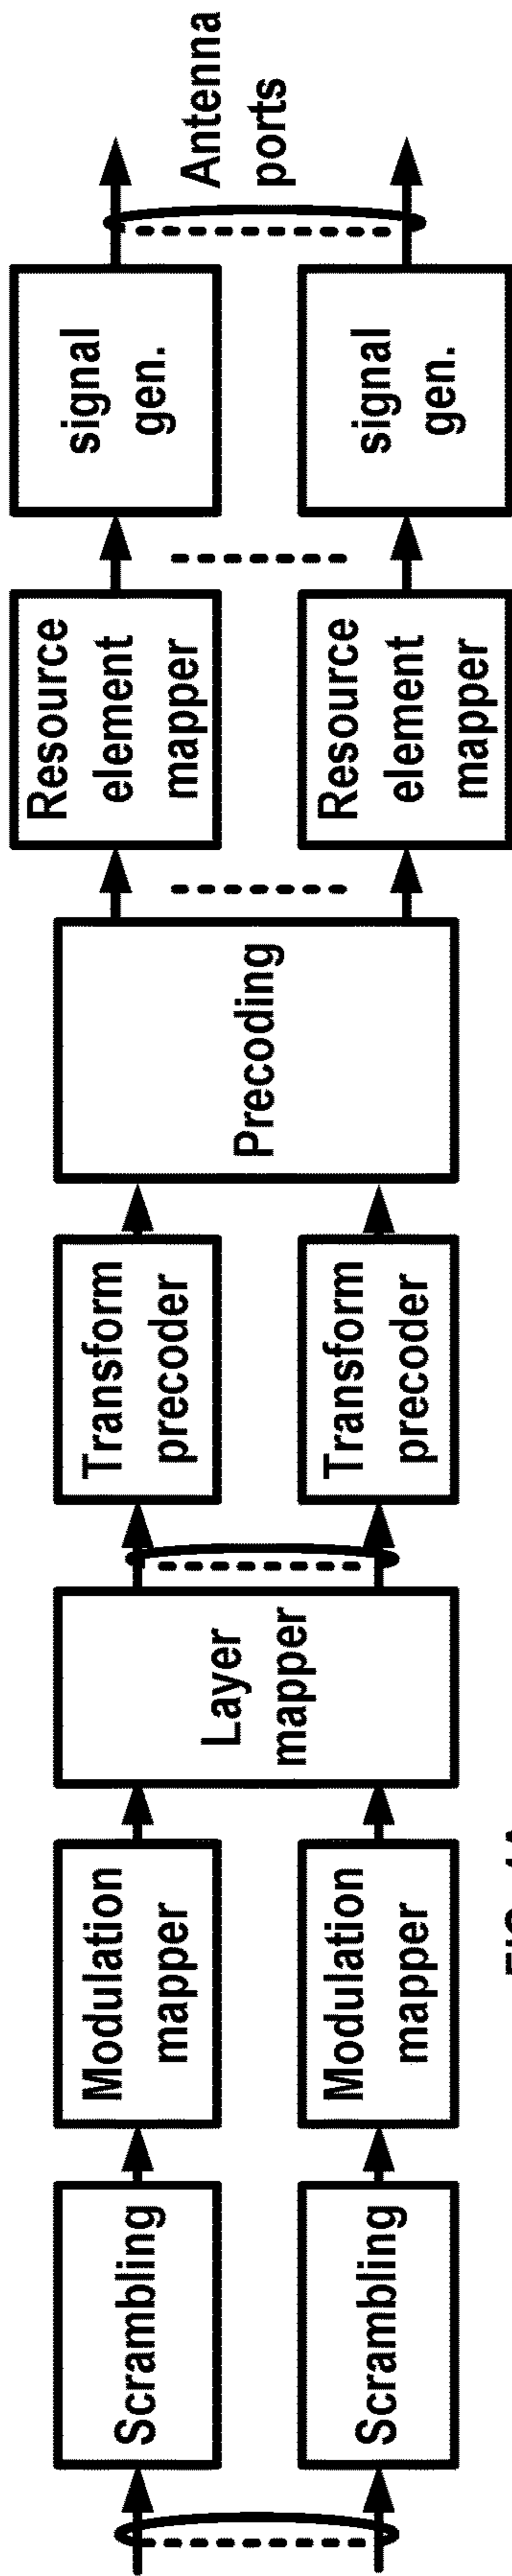 Scrambling
Scrambling
Modulation
mapper
Modulation
mapper
Layer
mapper
Transform
precoder
Transform
precoder
Precoding
Resource
element
mapper
Resource
element
mapper
signal
gen.
signal
gen.
Antenna
ports